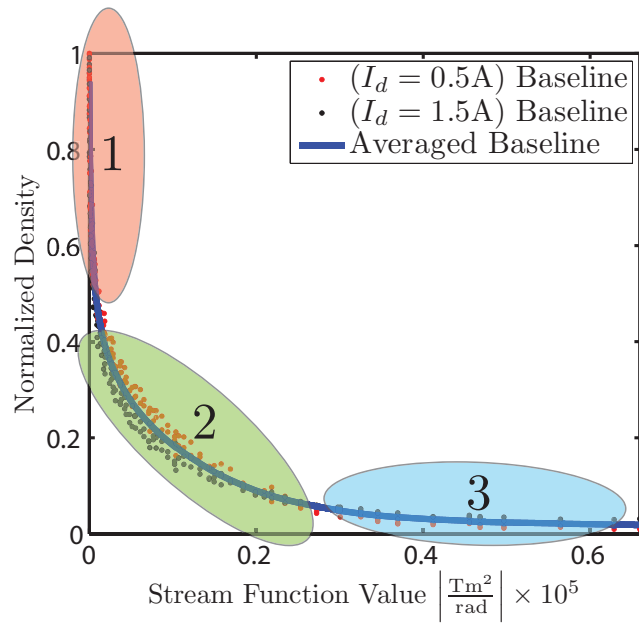 1
0.8
0.6
0.4
0.2
0
Normalized Density
(I_d = 0.5A) Baseline
(I_d = 1.5A) Baseline
Averaged Baseline
1
2
3
0
0.2
0.4
0.6
Stream Function Value |Tm²/rad| × 10⁵